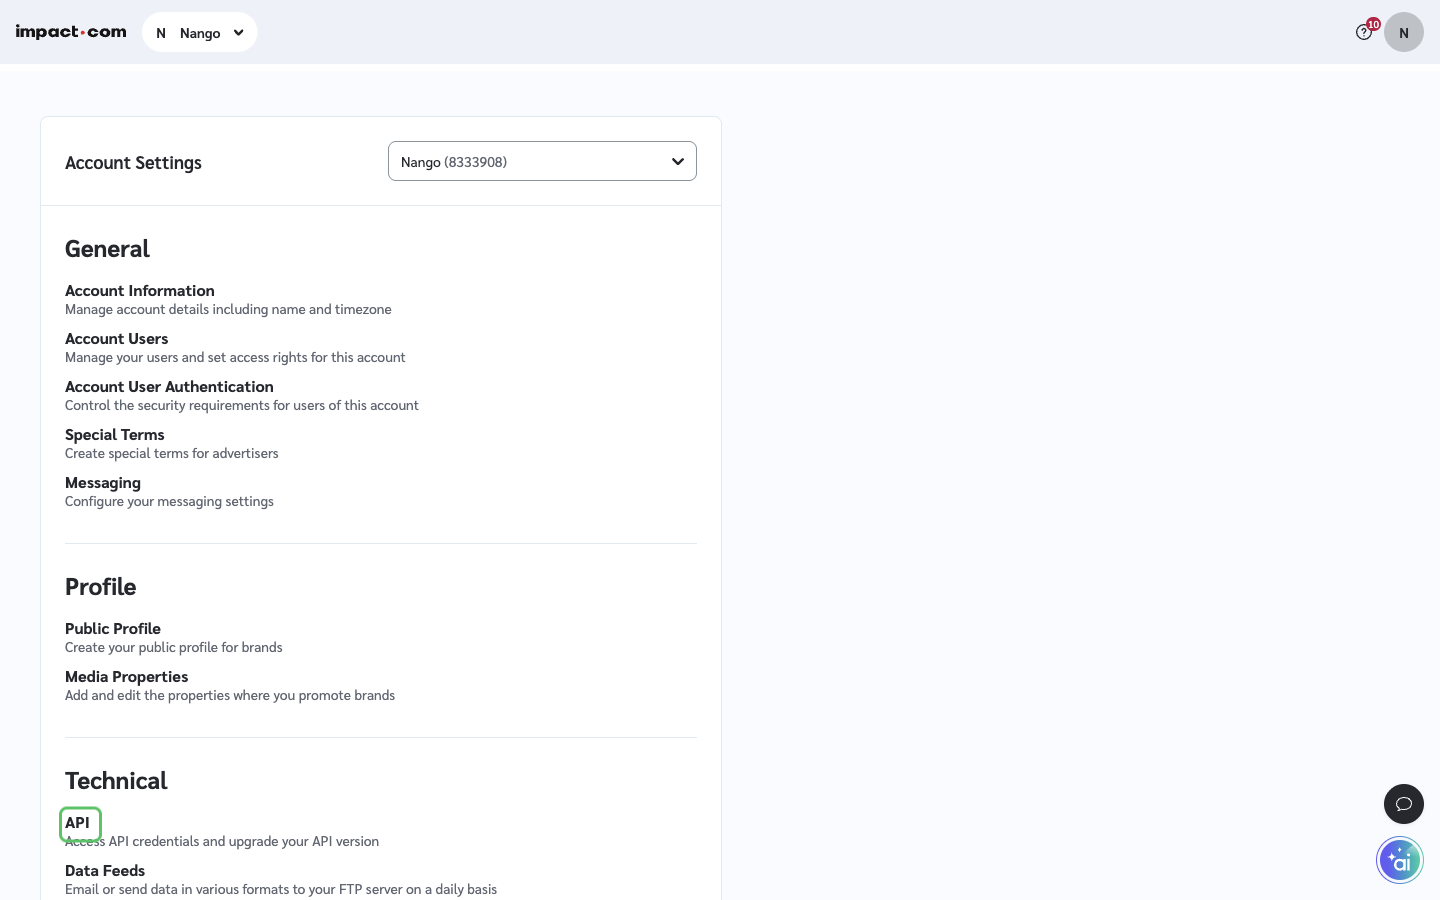 impact.com
N Nango
10
N
Account Settings
Nango (8333908)
General
Account Information
Manage account details including name and timezone
Account Users
Manage your users and set access rights for this account
Account User Authentication
Control the security requirements for users of this account
Special Terms
Create special terms for advertisers
Messaging
Configure your messaging settings
Profile
Public Profile
Create your public profile for brands
Media Properties
Add and edit the properties where you promote brands
Technical
API
Access API credentials and upgrade your API version
Data Feeds
Email or send data in various formats to your FTP server on a daily basis
ai